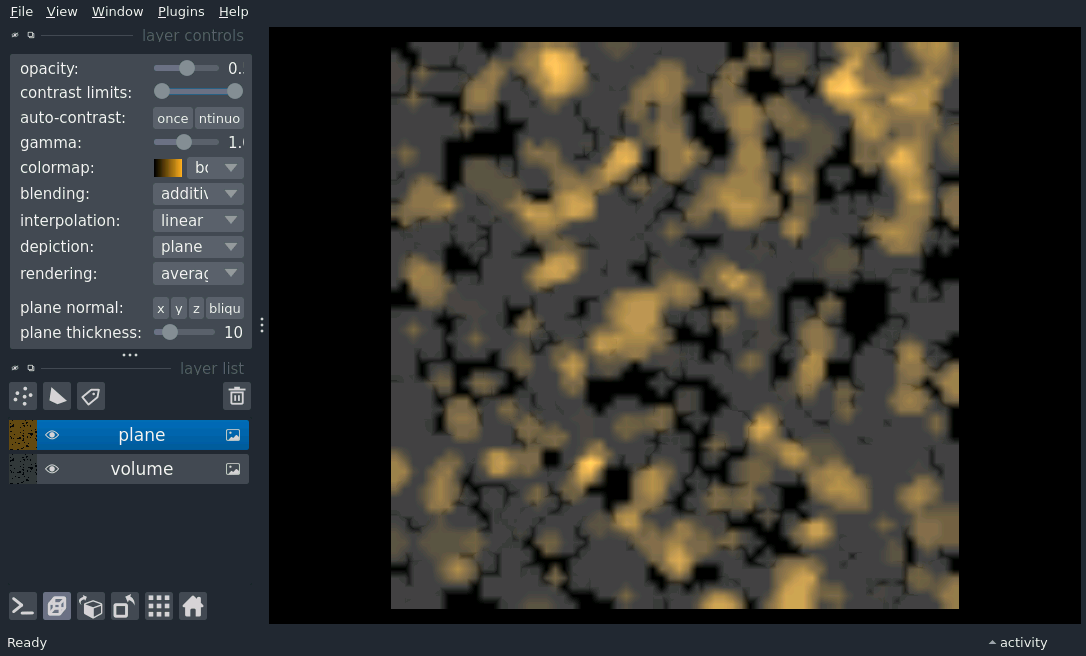 File View Window Plugins Help
layer controls
opacity: 0.
contrast limits:
auto-contrast: once ntinuo
gamma: 1.
colormap: bo
blending: additiv
interpolation: linear
depiction: plane
rendering: averag
plane normal: x y z bliqu
plane thickness: 10
layer list
plane
volume
Ready
activity